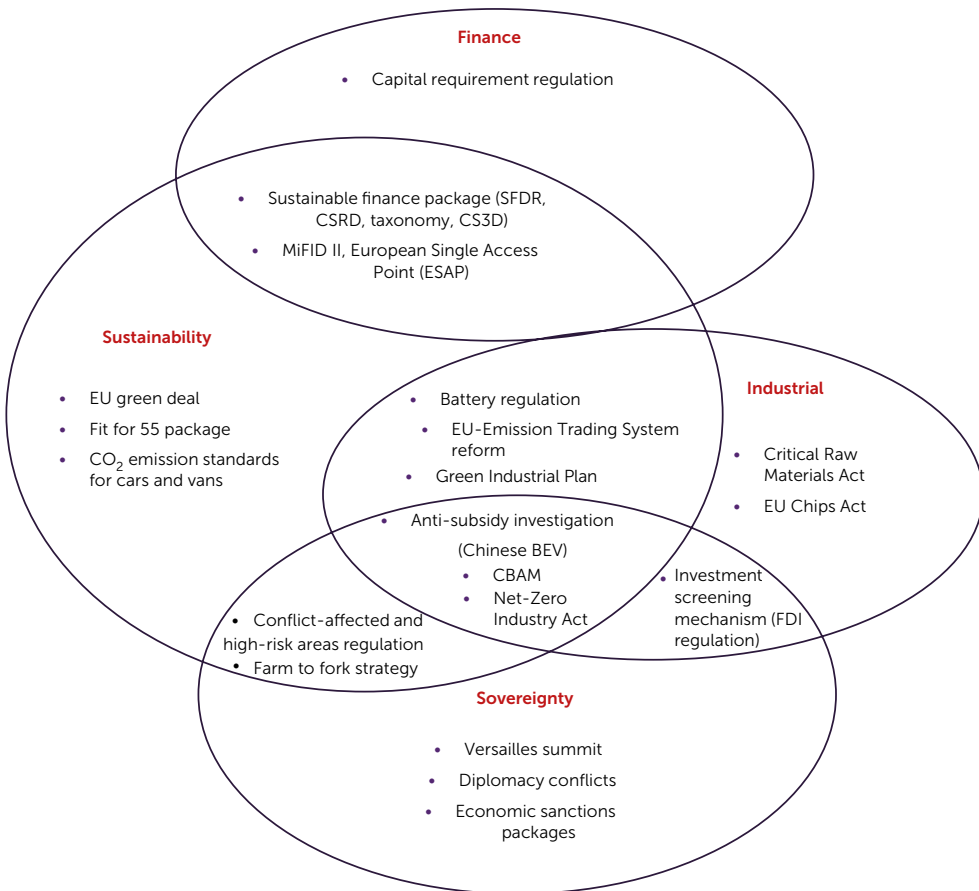 Finance
• Capital requirement regulation
• Sustainable finance package (SFDR,
CSRD, taxonomy, CS3D)
• MiFID II, European Single Access
Point (ESAP)
Sustainability
• EU green deal
• Fit for 55 package
• CO₂ emission standards
for cars and vans
• Battery regulation
• EU-Emission Trading System
reform
• Green Industrial Plan
Industrial
• Critical Raw
Materials Act
• EU Chips Act
• Anti-subsidy investigation
(Chinese BEV)
• CBAM
• Net-Zero
Industry Act
• Investment
screening
mechanism (FDI
regulation)
• Conflict-affected and
high-risk areas regulation
• Farm to fork strategy
Sovereignty
• Versailles summit
• Diplomacy conflicts
• Economic sanctions
packages